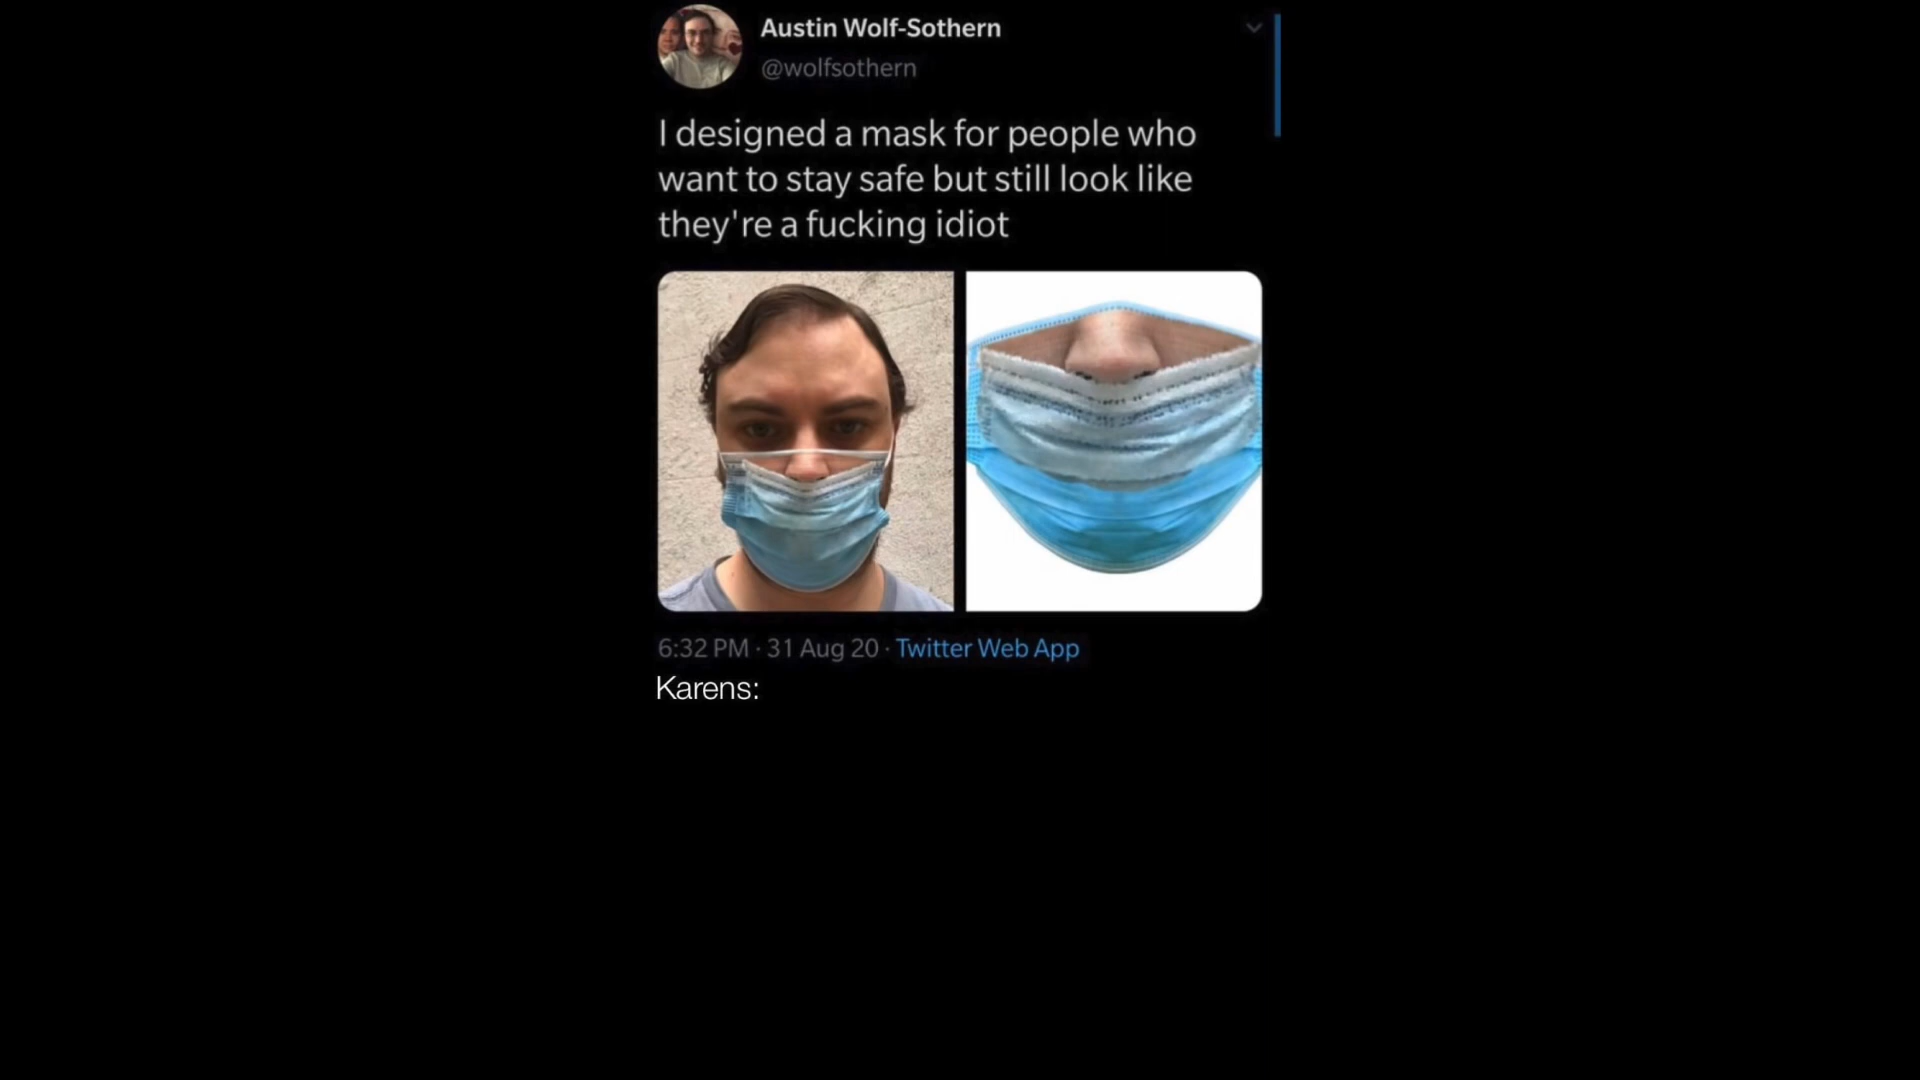 Austin Wolf-Sothern
@wolfsothern
I designed a mask for people who
want to stay safe but still look like
they're a fucking idiot
6:32 PM · 31 Aug 20 · Twitter Web App
Karens: